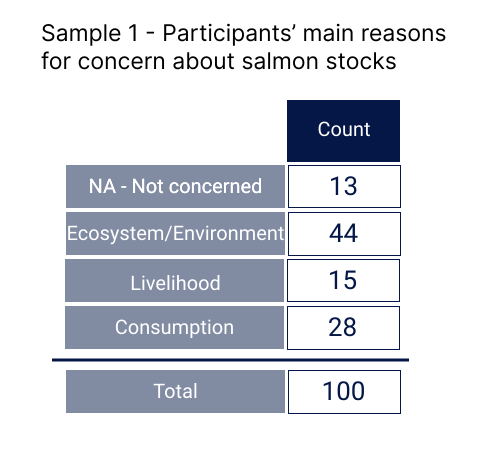 Sample 1 - Participants’ main reasons
for concern about salmon stocks
Count
NA - Not concerned 13
Ecosystem/Environment 44
Livelihood 15
Consumption 28
Total 100